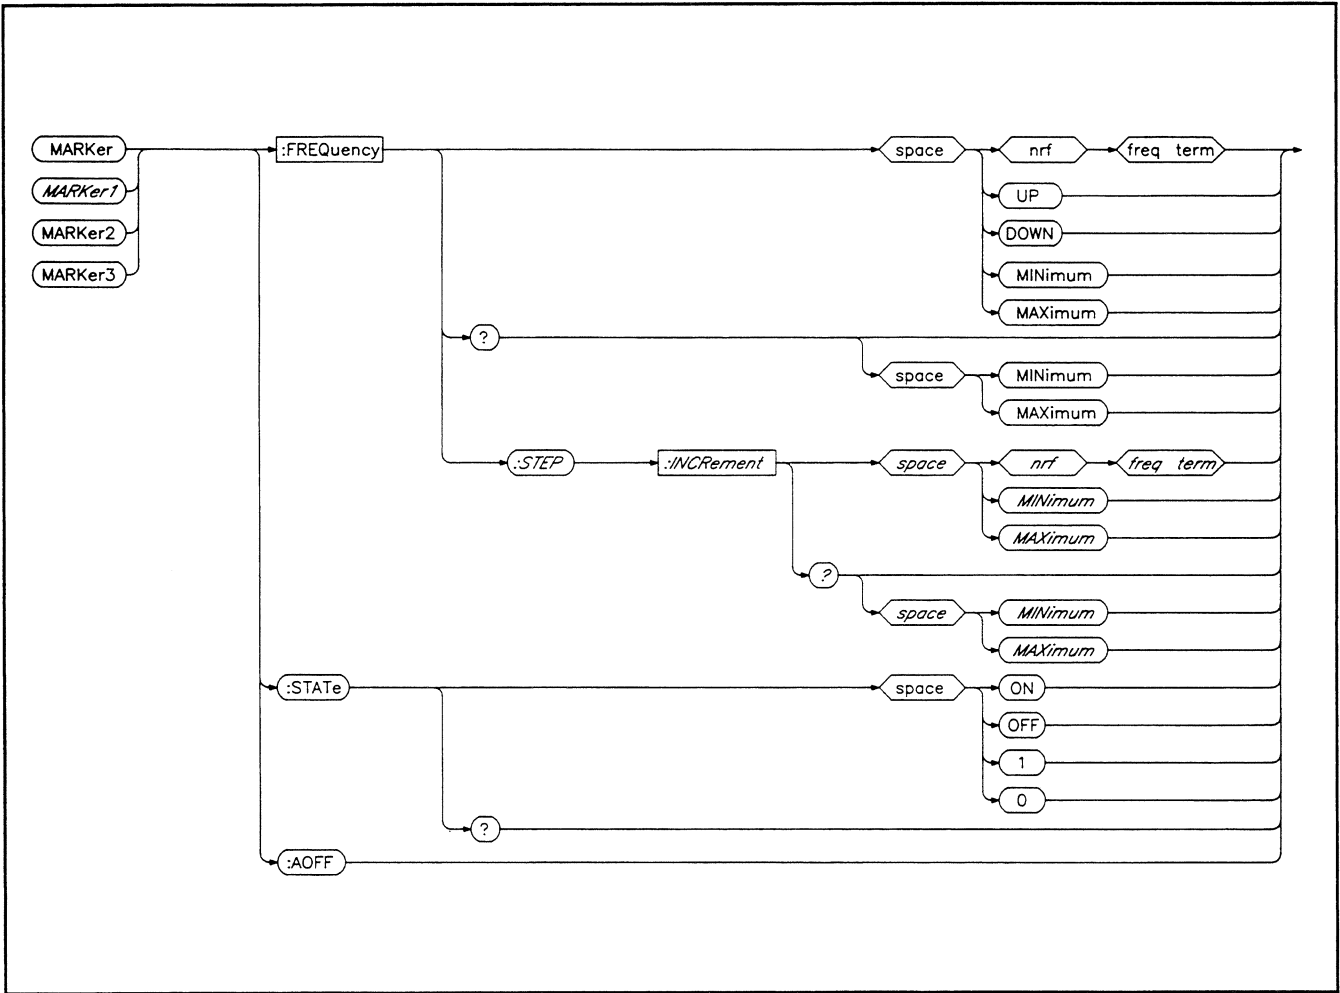 MARKer :FREQuency space nrf freq term
MARKer1 UP
MARKer2 DOWN
MARKer3 MINimum
MAXimum
?
space MINimum
MAXimum
:STEP :INCRement space nrf freq term
MINimum
MAXimum
?
space MINimum
MAXimum
:STATe space ON
OFF
1
0
?
:AOFF